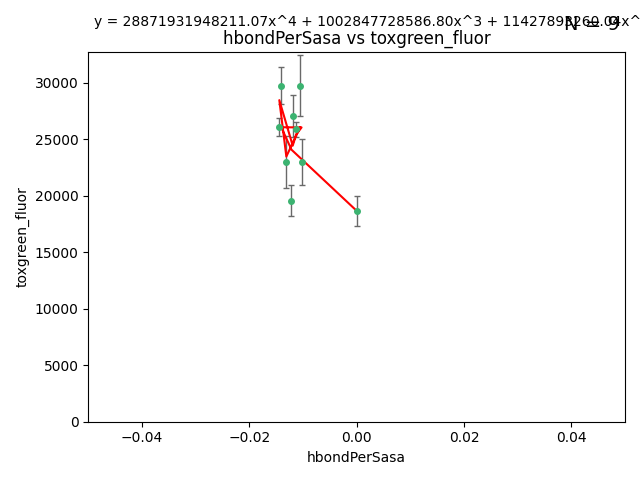 y = 28871931948211.07x^4 + 1002847728586.80x^3 + 11427893260.04x^
N = 9
hbondPerSasa vs toxgreen_fluor
30000
25000
20000
15000
10000
5000
0
toxgreen_fluor
−0.04
−0.02
0.00
0.02
0.04
hbondPerSasa